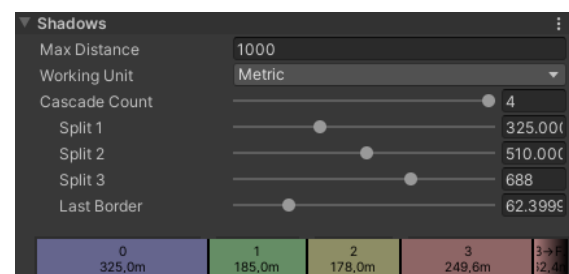 Shadows
Max Distance 1000
Working Unit Metric
Cascade Count 4
Split 1 325.00
Split 2 510.00
Split 3 688
Last Border 62.399
0 1 2 3
325,0m 185,0m 178,0m 249,6m